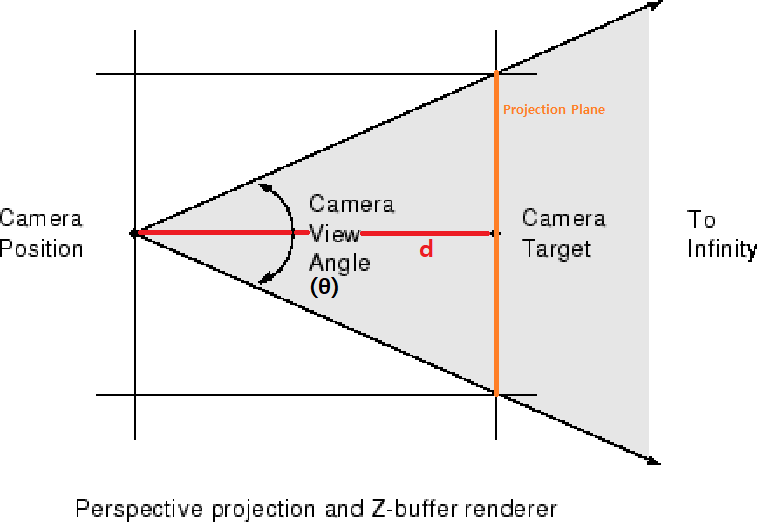 Projection Plane
Camera
Position
Camera
View
Angle
(θ)
d
Camera
Target
To
Infinity
Perspective projection and Z-buffer renderer